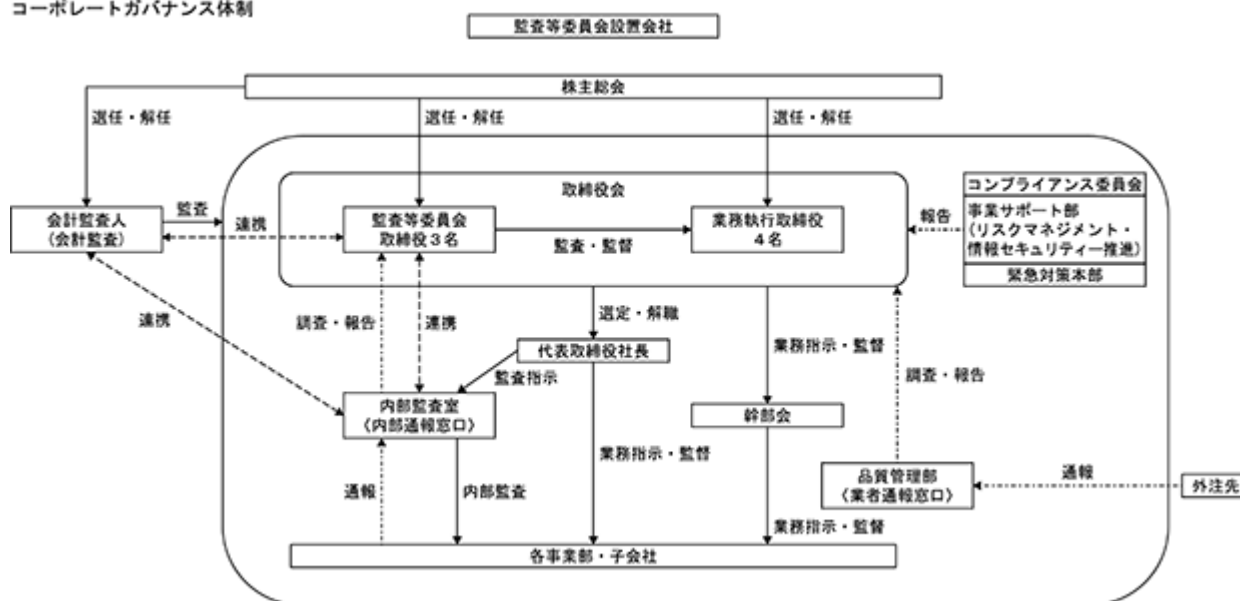 コーポレートガバナンス体制
監査等委員会設置会社
株主総会
選任・解任
選任・解任
選任・解任
取締役会
コンプライアンス委員会
事業サポート部
(リスクマネジメント・
情報セキュリティー推進)
緊急対策本部
会計監査人
(会計監査)
監査
連携
監査等委員会
取締役3名
監査・監督
業務執行取締役
4名
報告
連携
調査・報告
連携
選定・解職
代表取締役社長
業務指示・監督
調査・報告
監査指示
内部監査室
〈内部通報窓口〉
幹部会
業務指示・監督
品質管理部
〈業者通報窓口〉
通報
外注先
通報
内部監査
業務指示・監督
各事業部・子会社